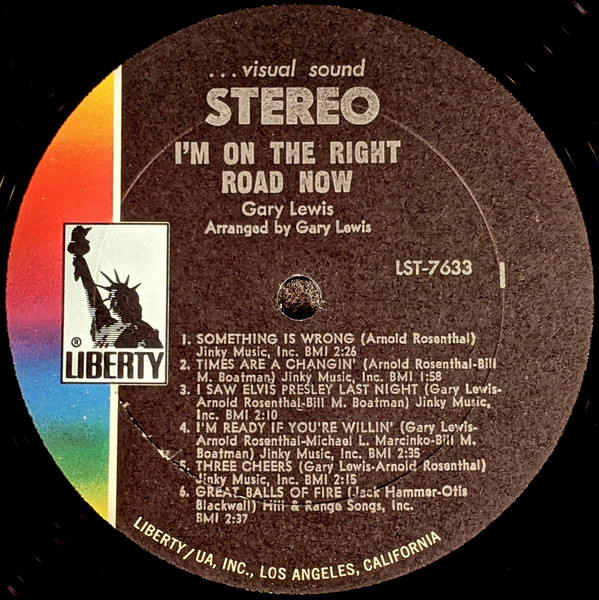 ...visual sound
STEREO
I'M ON THE RIGHT
ROAD NOW
Gary Lewis
Arranged by Gary Lewis
LST-7633
1
® LIBERTY
1. SOMETHING IS WRONG (Arnold Rosenthal)
Jinky Music, Inc. BMI 2:26
2. TIMES ARE A CHANGIN' (Arnold Rosenthal-Bill
M. Boatman) Jinky Music, Inc. BMI 1:58
3. I SAW ELVIS PRESLEY LAST NIGHT (Gary Lewis-
Arnold Rosenthal-Bill M. Boatman) Jinky Music,
Inc. BMI 2:10
4. I'M READY IF YOU'RE WILLIN' (Gary Lewis-
Arnold Rosenthal-Michael L. Marcinko-Bill M.
Boatman) Jinky Music, Inc. BMI 2:35
5. THREE CHEERS (Gary Lewis-Arnold Rosenthal)
Jinky Music, Inc. BMI 2:15
6. GREAT BALLS OF FIRE (Jack Hammer-Otis
Blackwell) Hill & Range Songs, Inc.
BMI 2:37
LIBERTY/UA, INC., LOS ANGELES, CALIFORNIA